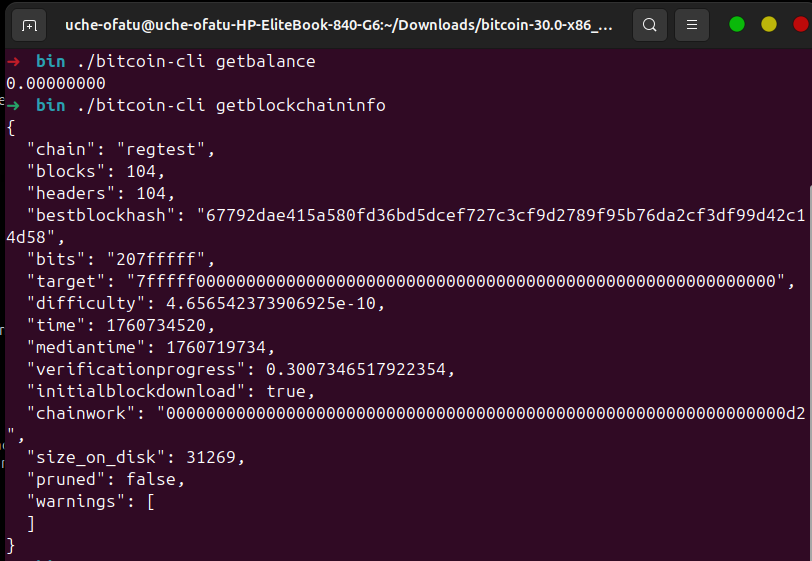 uche-ofatu@uche-ofatu-HP-EliteBook-840-G6:~/Downloads/bitcoin-30.0-x86_...
→ bin ./bitcoin-cli getbalance
0.00000000
→ bin ./bitcoin-cli getblockchaininfo
{
  "chain": "regtest",
  "blocks": 104,
  "headers": 104,
  "bestblockhash": "67792dae415a580fd36bd5dcef727c3cf9d2789f95b76da2cf3df99d42c1
4d58",
  "bits": "207fffff",
  "target": "7fffff0000000000000000000000000000000000000000000000000000000000",
  "difficulty": 4.656542373906925e-10,
  "time": 1760734520,
  "mediantime": 1760719734,
  "verificationprogress": 0.3007346517922354,
  "initialblockdownload": true,
  "chainwork": "00000000000000000000000000000000000000000000000000000000000000d2
",
  "size_on_disk": 31269,
  "pruned": false,
  "warnings": [
  ]
}